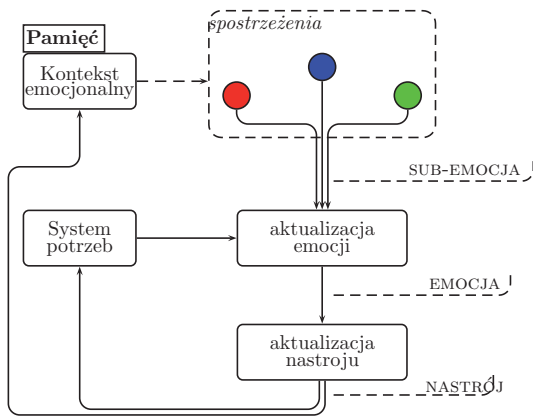 spostrzeżenia
Pamięć
Kontekst
emocjonalny
SUB-EMOCJA
System
potrzeb
aktualizacja
emocji
EMOCJA
aktualizacja
nastroju
NASTRÓJ